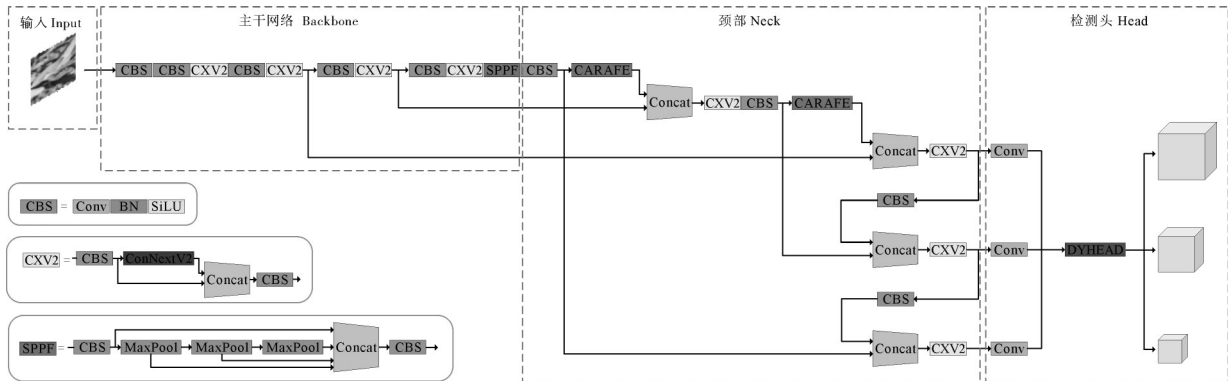 输入 Input
主干网络 Backbone
颈部 Neck
检测头 Head
CBS CBS CXV2 CBS CXV2 CBS CXV2 CBS CXV2 SPPF CBS CARAFE
Concat CXV2 CBS CARAFE
Concat CXV2 Conv
CBS
Concat CXV2 Conv DYHEAD
CBS
Concat CXV2 Conv
CBS = Conv BN SiLU
CXV2 = CBS ConNextV2 Concat CBS
SPPF = CBS MaxPool MaxPool MaxPool Concat CBS